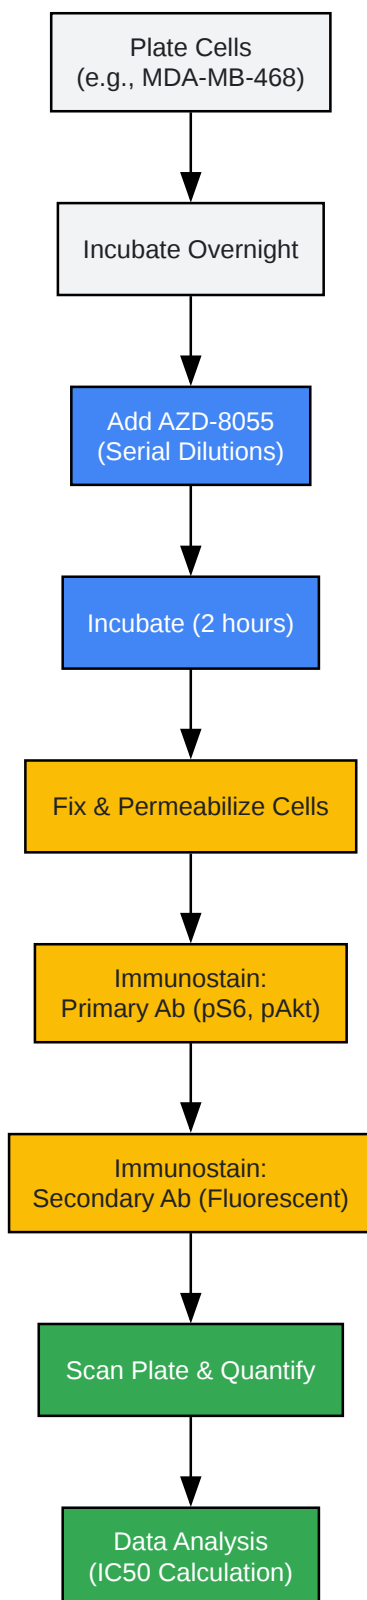 Plate Cells
(e.g., MDA-MB-468)
Incubate Overnight
Add AZD-8055
(Serial Dilutions)
Incubate (2 hours)
Fix & Permeabilize Cells
Immunostain:
Primary Ab (pS6, pAkt)
Immunostain:
Secondary Ab (Fluorescent)
Scan Plate & Quantify
Data Analysis
(IC50 Calculation)